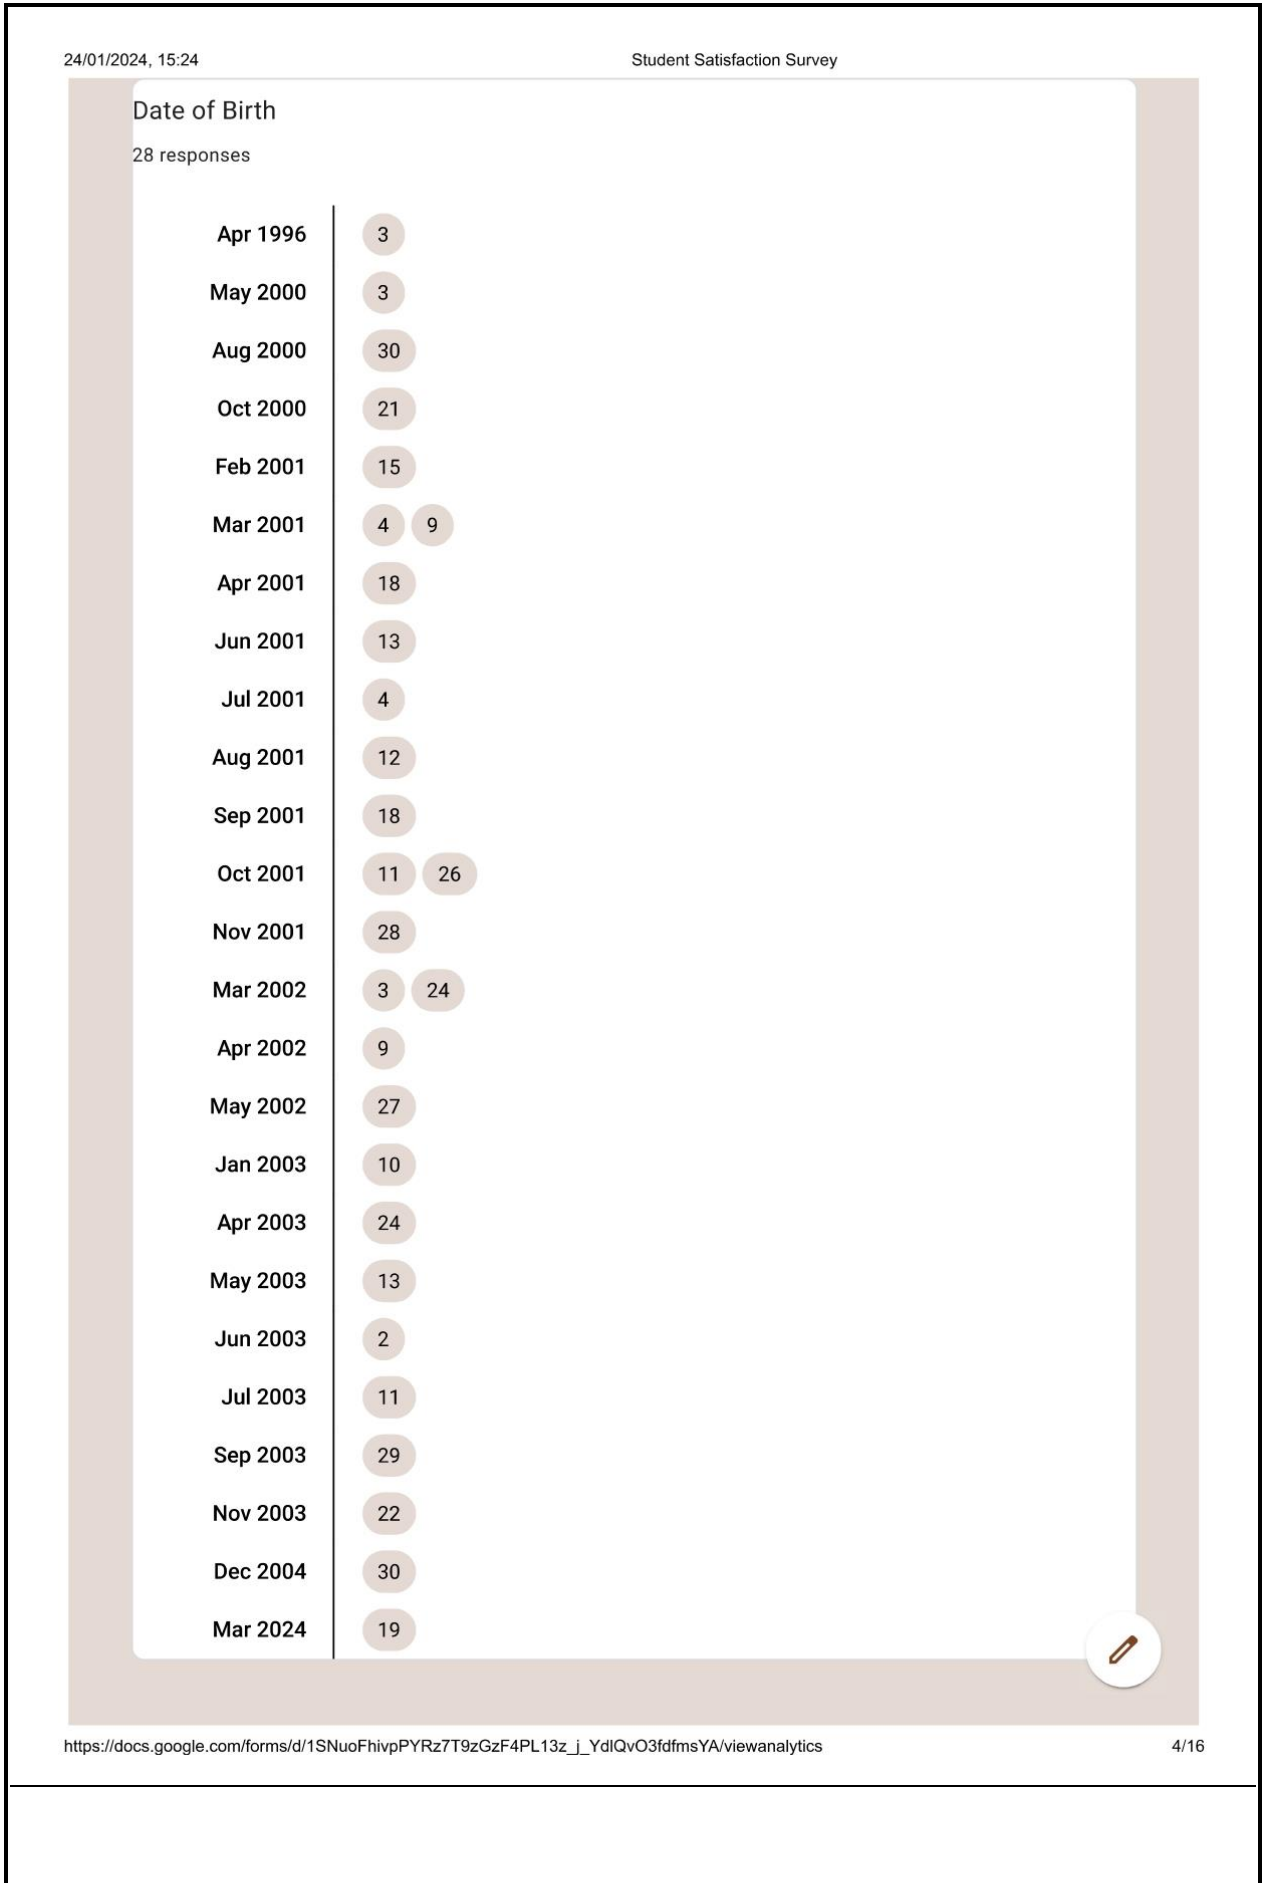 24/01/2024, 15:24 Student Satisfaction Survey
Date of Birth
28 responses
Apr 1996 3
May 2000 3
Aug 2000 30
Oct 2000 21
Feb 2001 15
Mar 2001 4 9
Apr 2001 18
Jun 2001 13
Jul 2001 4
Aug 2001 12
Sep 2001 18
Oct 2001 11 26
Nov 2001 28
Mar 2002 3 24
Apr 2002 9
May 2002 27
Jan 2003 10
Apr 2003 24
May 2003 13
Jun 2003 2
Jul 2003 11
Sep 2003 29
Nov 2003 22
Dec 2004 30
Mar 2024 19
https://docs.google.com/forms/d/1SNuoFhivpPYRz7T9zGzF4PL13z_j_YdlQvO3fdfmsYA/viewanalytics 4/16